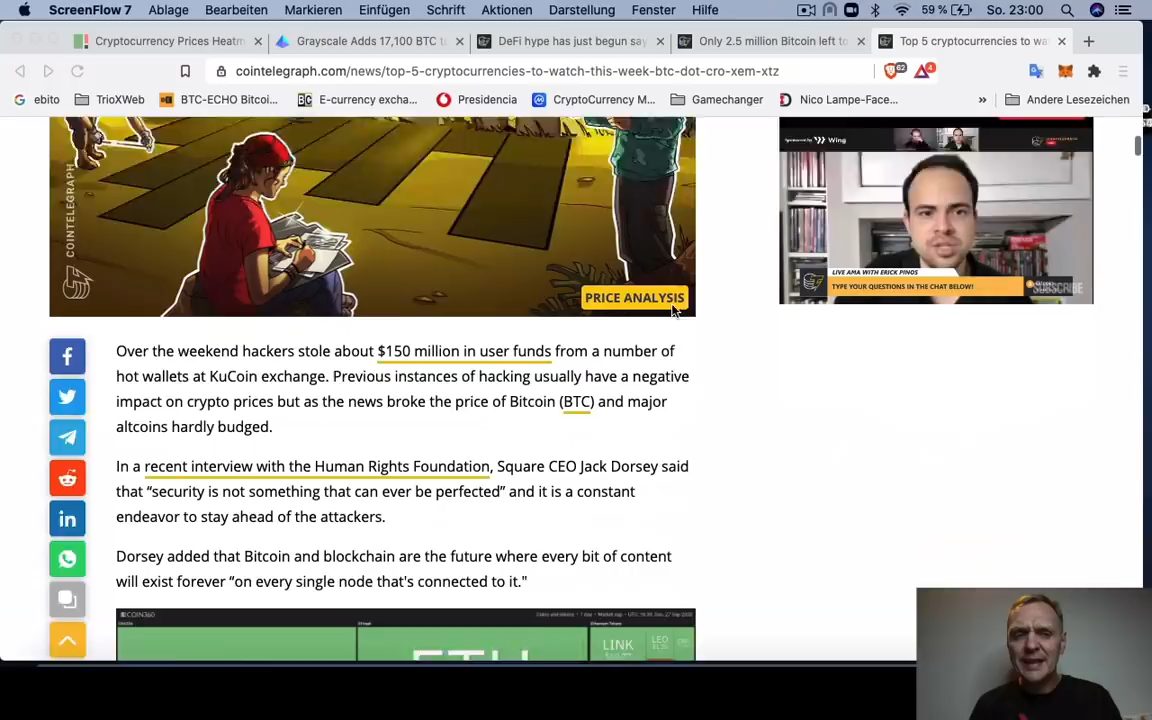 ScreenFlow 7 Ablage Bearbeiten Markieren Einfügen Schrift Aktionen Darstellung Fenster Hilfe 59 % So. 23:00
Cryptocurrency Prices Heatm Grayscale Adds 17,100 BTC t DeFi hype has just begun say Only 2.5 million Bitcoin left to Top 5 cryptocurrencies to wa
cointelegraph.com/news/top-5-cryptocurrencies-to-watch-this-week-btc-dot-cro-xem-xtz 62 4
ebito TrioXWeb BTC-ECHO Bitcoi... E-currency excha... Presidencia CryptoCurrency M... Gamechanger Nico Lampe-Face... » Andere Lesezeichen
Sponsored by Wing
COINTELEGRAPH
LIVE AMA WITH ERICK PINOS
TYPE YOUR QUESTIONS IN THE CHAT BELOW!
SUBSCRIBE
PRICE ANALYSIS
Over the weekend hackers stole about $150 million in user funds from a number of
hot wallets at KuCoin exchange. Previous instances of hacking usually have a negative
impact on crypto prices but as the news broke the price of Bitcoin (BTC) and major
altcoins hardly budged.
In a recent interview with the Human Rights Foundation, Square CEO Jack Dorsey said
that “security is not something that can ever be perfected” and it is a constant
endeavor to stay ahead of the attackers.
Dorsey added that Bitcoin and blockchain are the future where every bit of content
will exist forever “on every single node that's connected to it."
COIN360
ETH
LINK
LEO